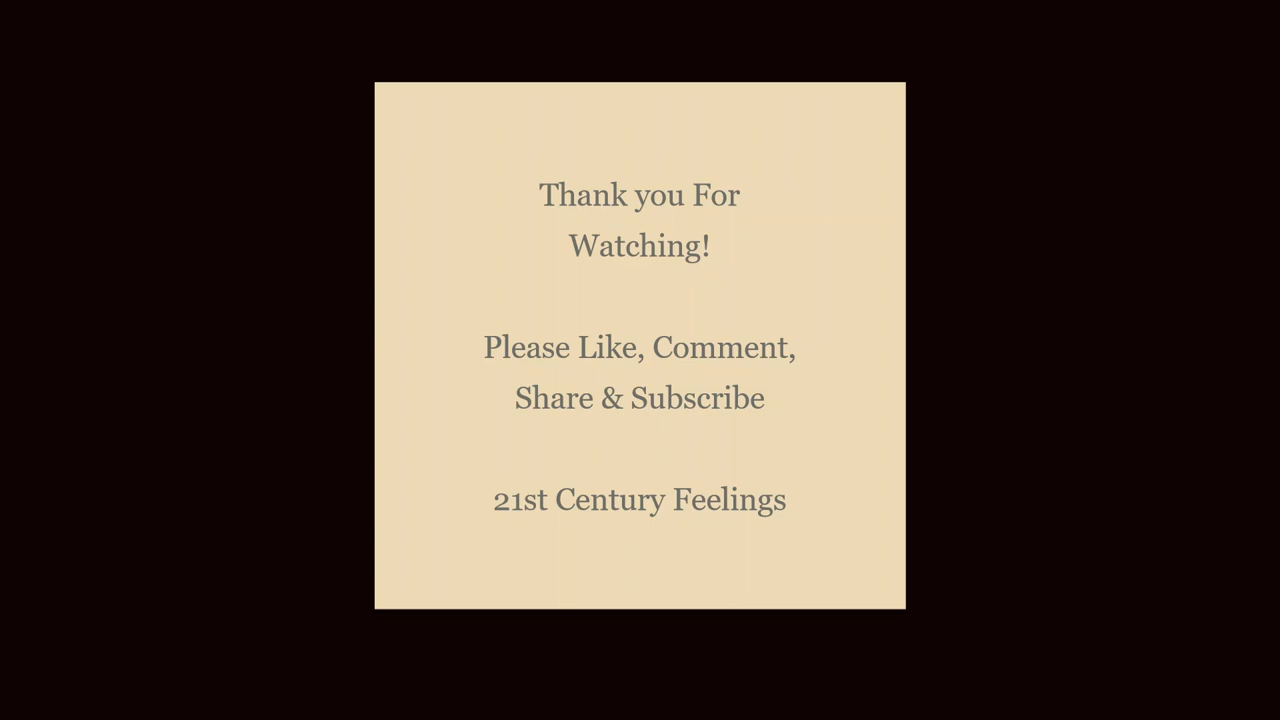 Thank you For
Watching!
Please Like, Comment,
Share & Subscribe
21st Century Feelings